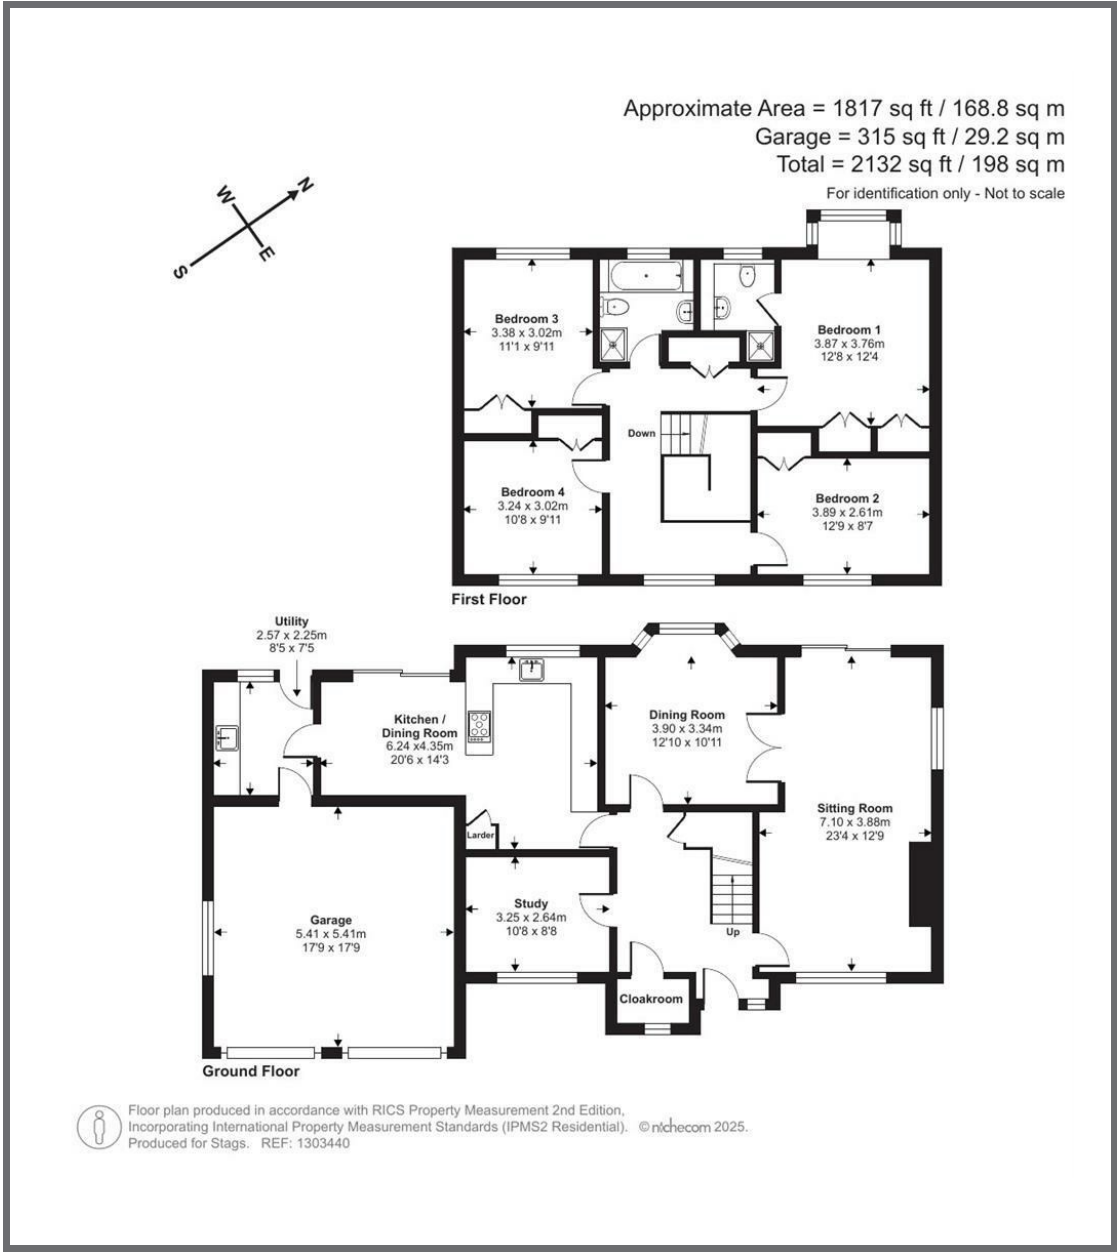 Approximate Area = 1817 sq ft / 168.8 sq m
Garage = 315 sq ft / 29.2 sq m
Total = 2132 sq ft / 198 sq m
For identification only - Not to scale
W
N
S
E
Bedroom 3
3.38 x 3.02m
11'1 x 9'11
Bedroom 1
3.87 x 3.76m
12'8 x 12'4
Down
Bedroom 4
3.24 x 3.02m
10'8 x 9'11
Bedroom 2
3.89 x 2.61m
12'9 x 8'7
First Floor
Utility
2.57 x 2.25m
8'5 x 7'5
Kitchen /
Dining Room
6.24 x4.35m
20'6 x 14'3
Dining Room
3.90 x 3.34m
12'10 x 10'11
Sitting Room
7.10 x 3.88m
23'4 x 12'9
Larder
Study
3.25 x 2.64m
10'8 x 8'8
Garage
5.41 x 5.41m
17'9 x 17'9
Up
Cloakroom
Ground Floor
Floor plan produced in accordance with RICS Property Measurement 2nd Edition,
Incorporating International Property Measurement Standards (IPMS2 Residential). © nichecom 2025.
Produced for Stags. REF: 1303440